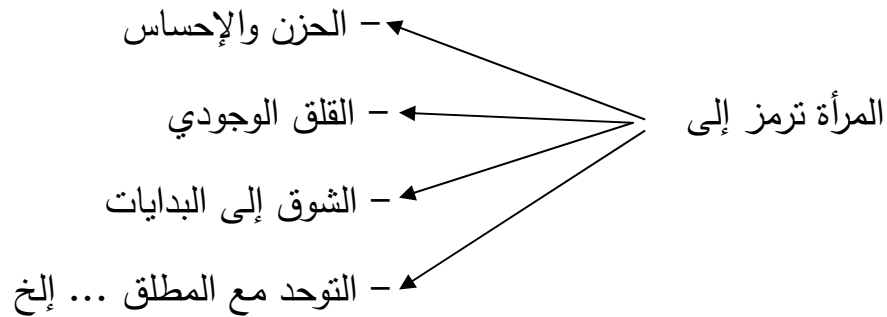 – الحزن والإحساس
– القلق الوجودي
المرأة ترمز إلى
– الشوق إلى البدايات
– التوحد مع المطلق ... إلخ